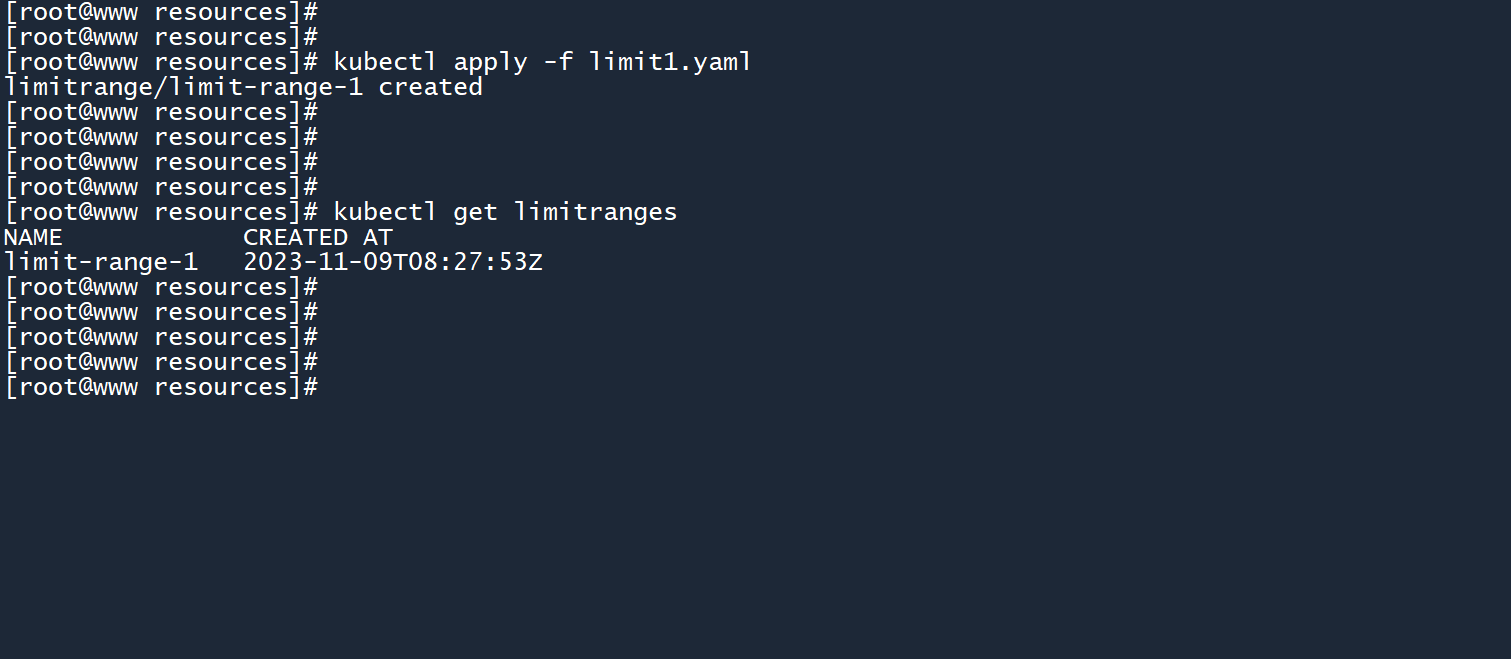 [root@www resources]#
[root@www resources]#
[root@www resources]# kubectl apply -f limit1.yaml
limitrange/limit-range-1 created
[root@www resources]#
[root@www resources]#
[root@www resources]#
[root@www resources]#
[root@www resources]# kubectl get limitranges
NAME            CREATED AT
limit-range-1   2023-11-09T08:27:53Z
[root@www resources]#
[root@www resources]#
[root@www resources]#
[root@www resources]#
[root@www resources]#